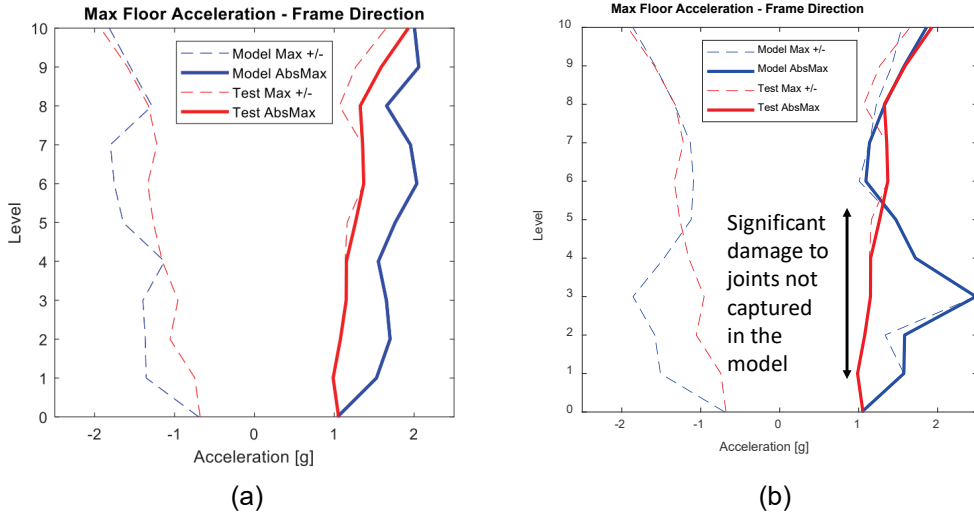 Max Floor Acceleration - Frame Direction
10
9
8
7
6
5
4
3
2
1
0
Level
Model Max +/-
Model AbsMax
Test Max +/-
Test AbsMax
-2
-1
0
1
2
Acceleration [g]
(a)
Max Floor Acceleration - Frame Direction
10
9
8
7
6
5
4
3
2
1
0
Level
Model Max +/-
Model AbsMax
Test Max +/-
Test AbsMax
Significant
damage to
joints not
captured
in the
model
-2
-1
0
1
2
Acceleration [g]
(b)